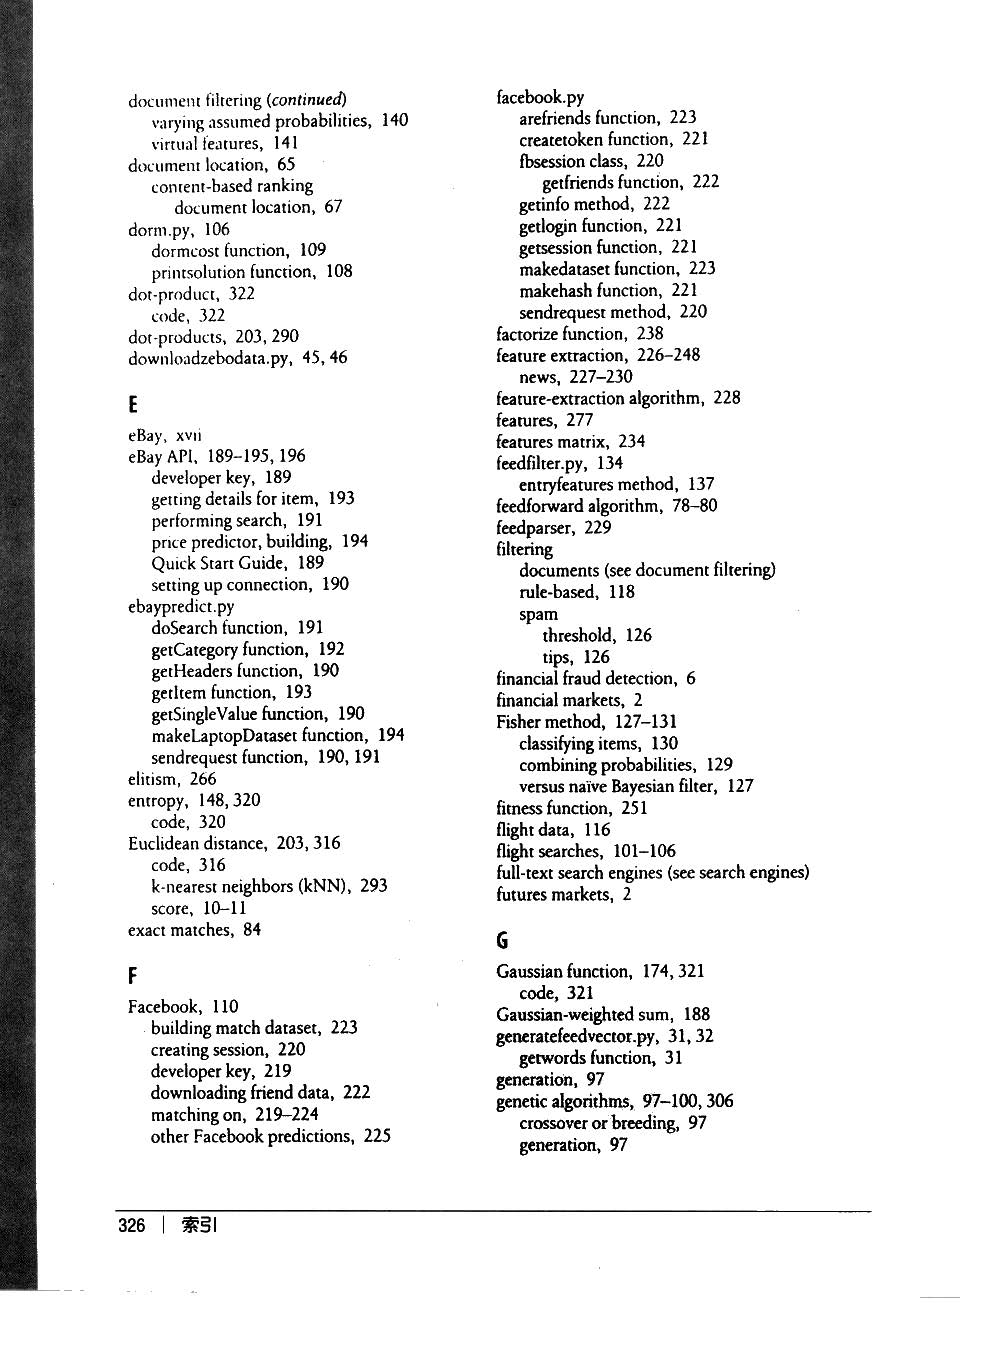 document filtering (continued)
varying assumed probabilities, 140
virtual features, 141
document location, 65
content-based ranking
document location, 67
dorm.py, 106
dormcost function, 109
printsolution function, 108
dot-product, 322
code, 322
dot-products, 203, 290
downloadzebodata.py, 45, 46
E
eBay, xvii
eBay API, 189–195, 196
developer key, 189
getting details for item, 193
performing search, 191
price predictor, building, 194
Quick Start Guide, 189
setting up connection, 190
ebaypredict.py
doSearch function, 191
getCategory function, 192
getHeaders function, 190
getItem function, 193
getSingleValue function, 190
makeLaptopDataset function, 194
sendrequest function, 190, 191
elitism, 266
entropy, 148, 320
code, 320
Euclidean distance, 203, 316
code, 316
k-nearest neighbors (kNN), 293
score, 10–11
exact matches, 84
F
Facebook, 110
building match dataset, 223
creating session, 220
developer key, 219
downloading friend data, 222
matching on, 219–224
other Facebook predictions, 225
facebook.py
arefriends function, 223
createtoken function, 221
fbsession class, 220
getfriends function, 222
getinfo method, 222
getlogin function, 221
getsession function, 221
makedataset function, 223
makehash function, 221
sendrequest method, 220
factorize function, 238
feature extraction, 226–248
news, 227–230
feature-extraction algorithm, 228
features, 277
features matrix, 234
feedfilter.py, 134
entryfeatures method, 137
feedforward algorithm, 78–80
feedparser, 229
filtering
documents (see document filtering)
rule-based, 118
spam
threshold, 126
tips, 126
financial fraud detection, 6
financial markets, 2
Fisher method, 127–131
classifying items, 130
combining probabilities, 129
versus naïve Bayesian filter, 127
fitness function, 251
flight data, 116
flight searches, 101–106
full-text search engines (see search engines)
futures markets, 2
G
Gaussian function, 174, 321
code, 321
Gaussian-weighted sum, 188
generatefeedvector.py, 31, 32
getwords function, 31
generation, 97
genetic algorithms, 97–100, 306
crossover or breeding, 97
generation, 97
326 | 索引